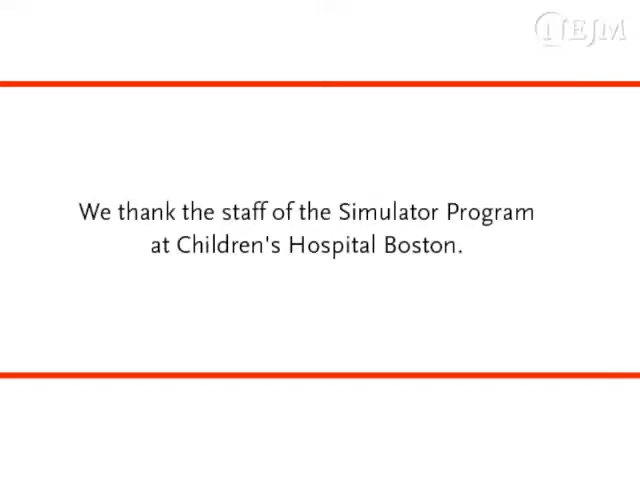 NEJM
We thank the staff of the Simulator Program
at Children's Hospital Boston.